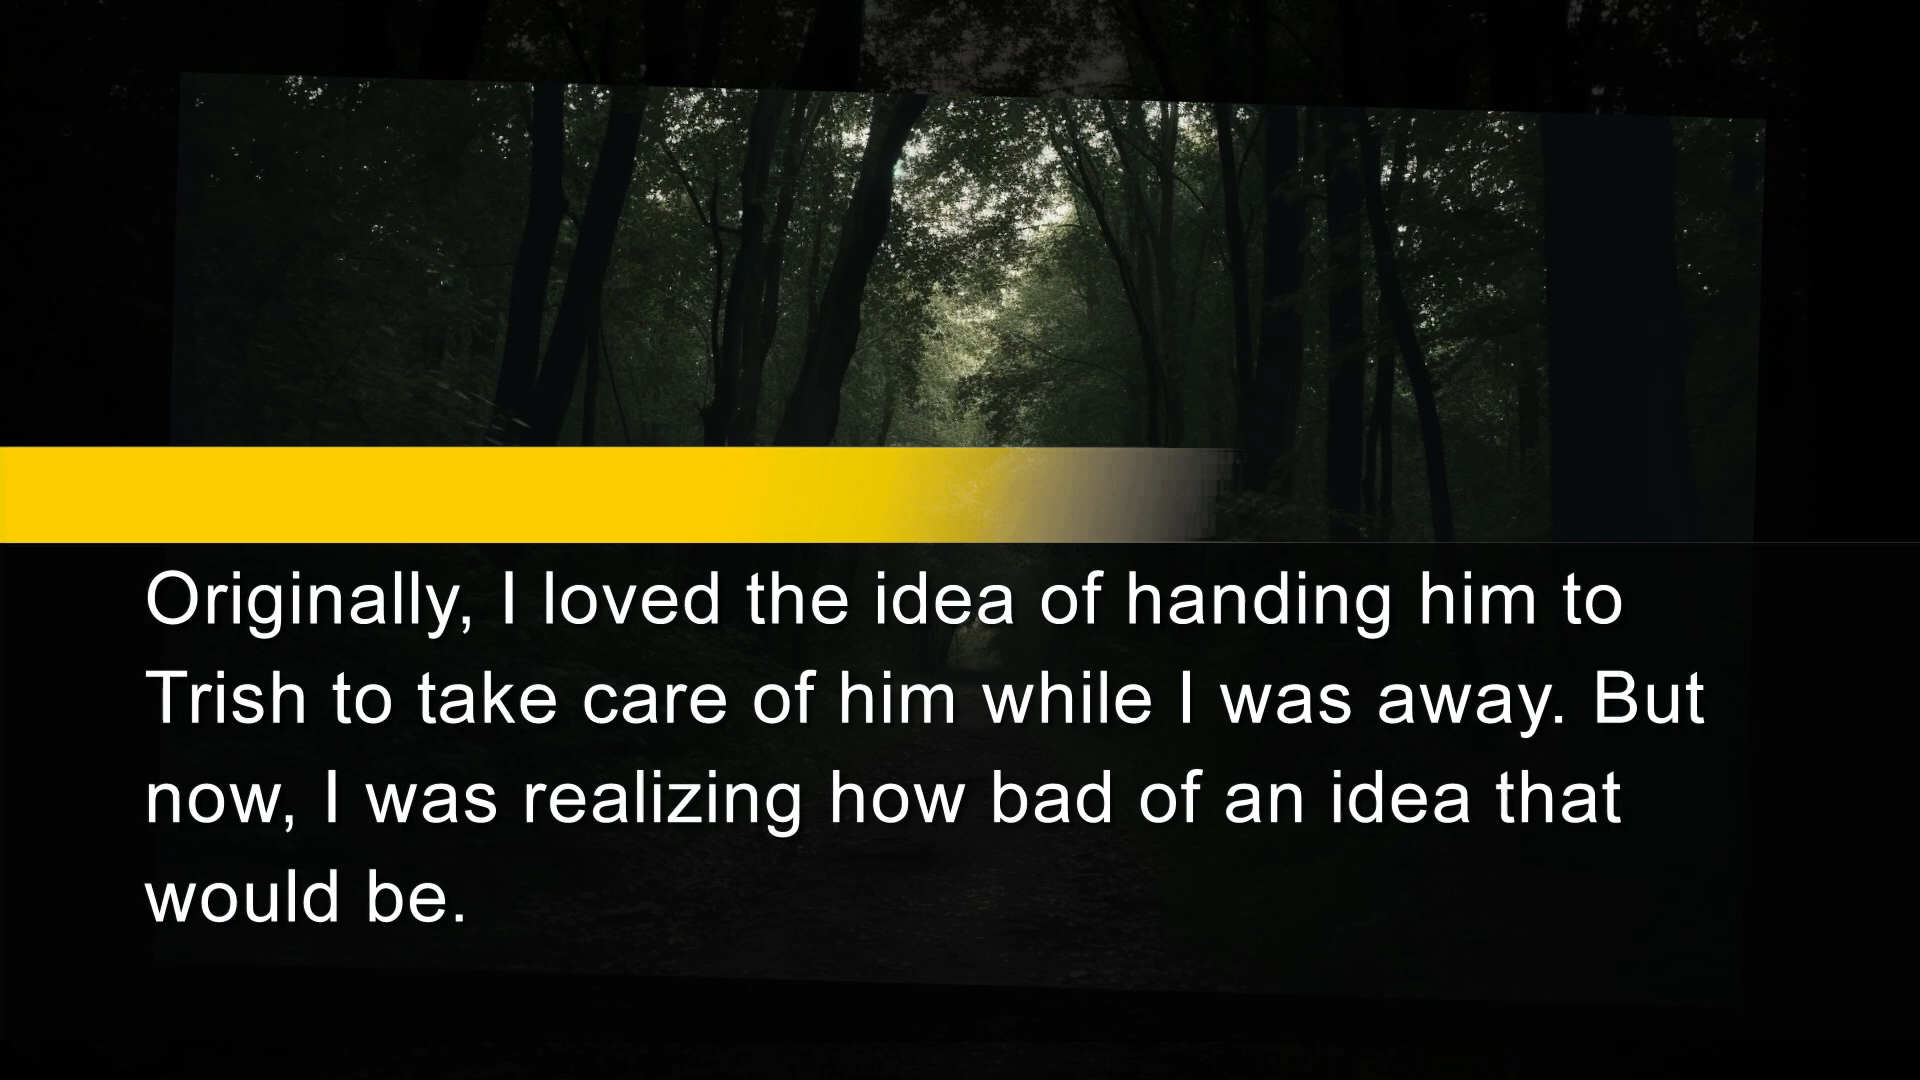 Originally, I loved the idea of handing him to
Trish to take care of him while I was away. But
now, I was realizing how bad of an idea that
would be.